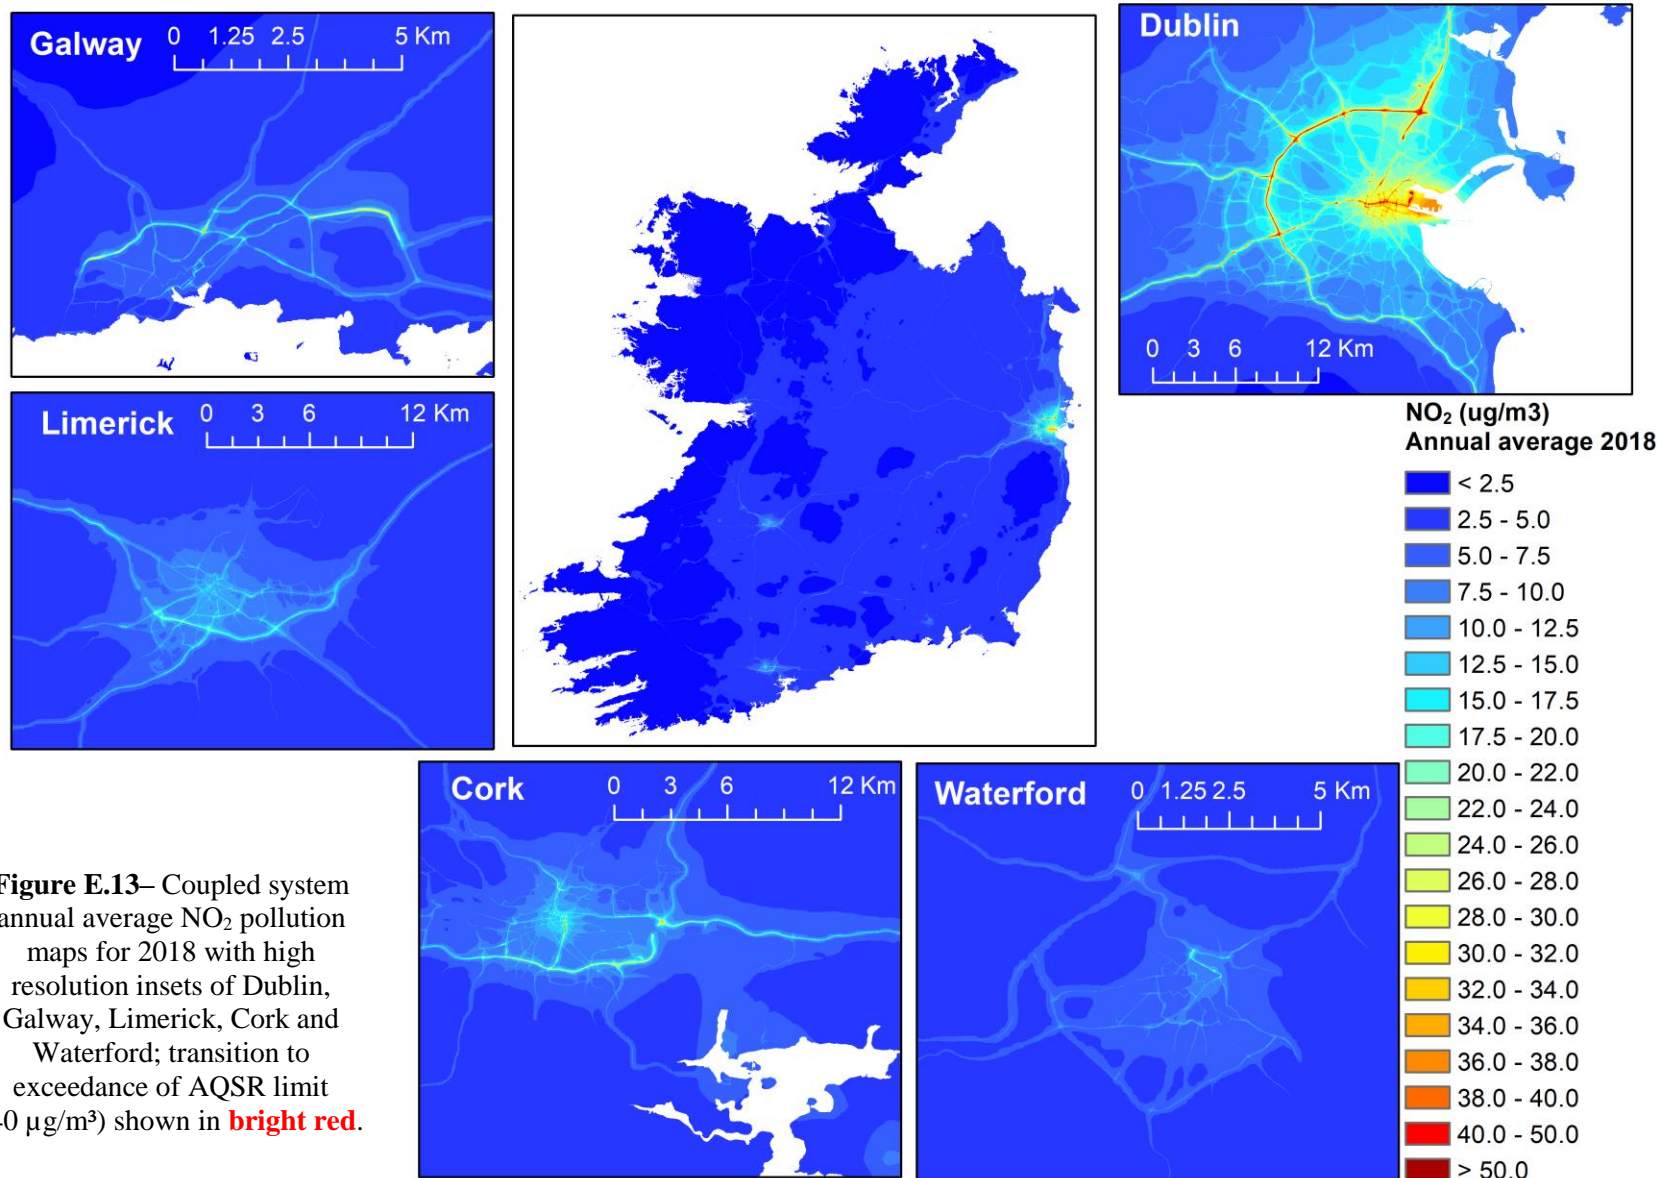 Galway
0 1.25 2.5 5 Km
Dublin
0 3 6 12 Km
Limerick
0 3 6 12 Km
NO₂ (ug/m3)
Annual average 2018
< 2.5
2.5 - 5.0
5.0 - 7.5
7.5 - 10.0
10.0 - 12.5
12.5 - 15.0
15.0 - 17.5
17.5 - 20.0
20.0 - 22.0
22.0 - 24.0
24.0 - 26.0
26.0 - 28.0
28.0 - 30.0
30.0 - 32.0
32.0 - 34.0
34.0 - 36.0
36.0 - 38.0
38.0 - 40.0
40.0 - 50.0
> 50.0
Cork
0 3 6 12 Km
Waterford
0 1.25 2.5 5 Km
Figure E.13– Coupled system
annual average NO₂ pollution
maps for 2018 with high
resolution insets of Dublin,
Galway, Limerick, Cork and
Waterford; transition to
exceedance of AQSR limit
0 µg/m³) shown in bright red.